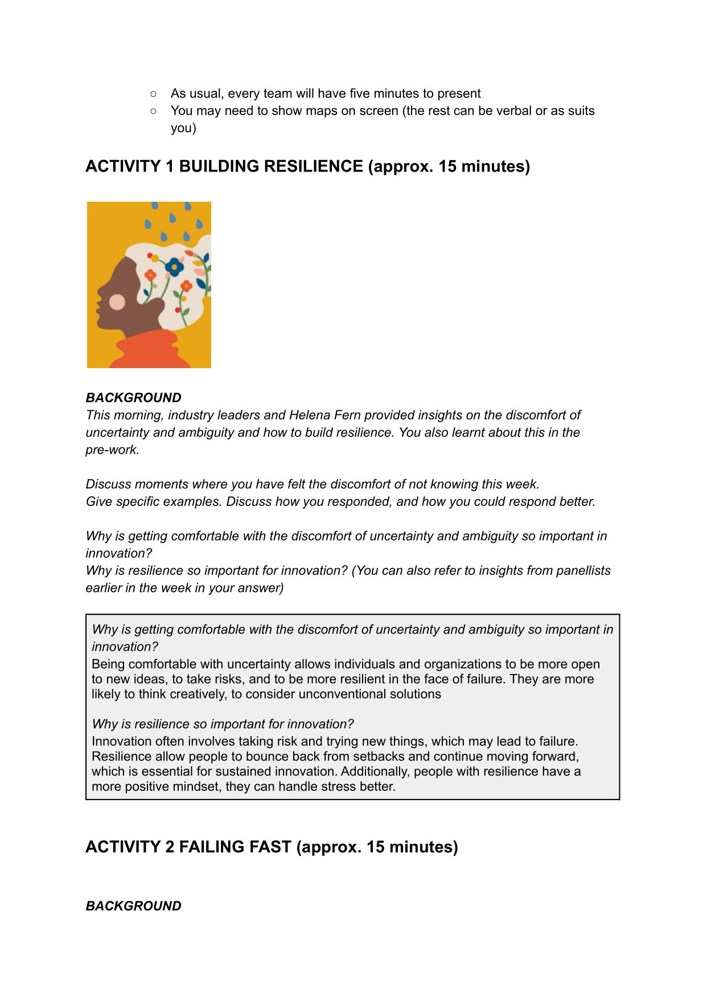 ○ As usual, every team will have five minutes to present
○ You may need to show maps on screen (the rest can be verbal or as suits
you)
ACTIVITY 1 BUILDING RESILIENCE (approx. 15 minutes)
BACKGROUND
This morning, industry leaders and Helena Fern provided insights on the discomfort of
uncertainty and ambiguity and how to build resilience. You also learnt about this in the
pre-work.
Discuss moments where you have felt the discomfort of not knowing this week.
Give specific examples. Discuss how you responded, and how you could respond better.
Why is getting comfortable with the discomfort of uncertainty and ambiguity so important in
innovation?
Why is resilience so important for innovation? (You can also refer to insights from panellists
earlier in the week in your answer)
Why is getting comfortable with the discomfort of uncertainty and ambiguity so important in
innovation?
Being comfortable with uncertainty allows individuals and organizations to be more open
to new ideas, to take risks, and to be more resilient in the face of failure. They are more
likely to think creatively, to consider unconventional solutions
Why is resilience so important for innovation?
Innovation often involves taking risk and trying new things, which may lead to failure.
Resilience allow people to bounce back from setbacks and continue moving forward,
which is essential for sustained innovation. Additionally, people with resilience have a
more positive mindset, they can handle stress better.
ACTIVITY 2 FAILING FAST (approx. 15 minutes)
BACKGROUND